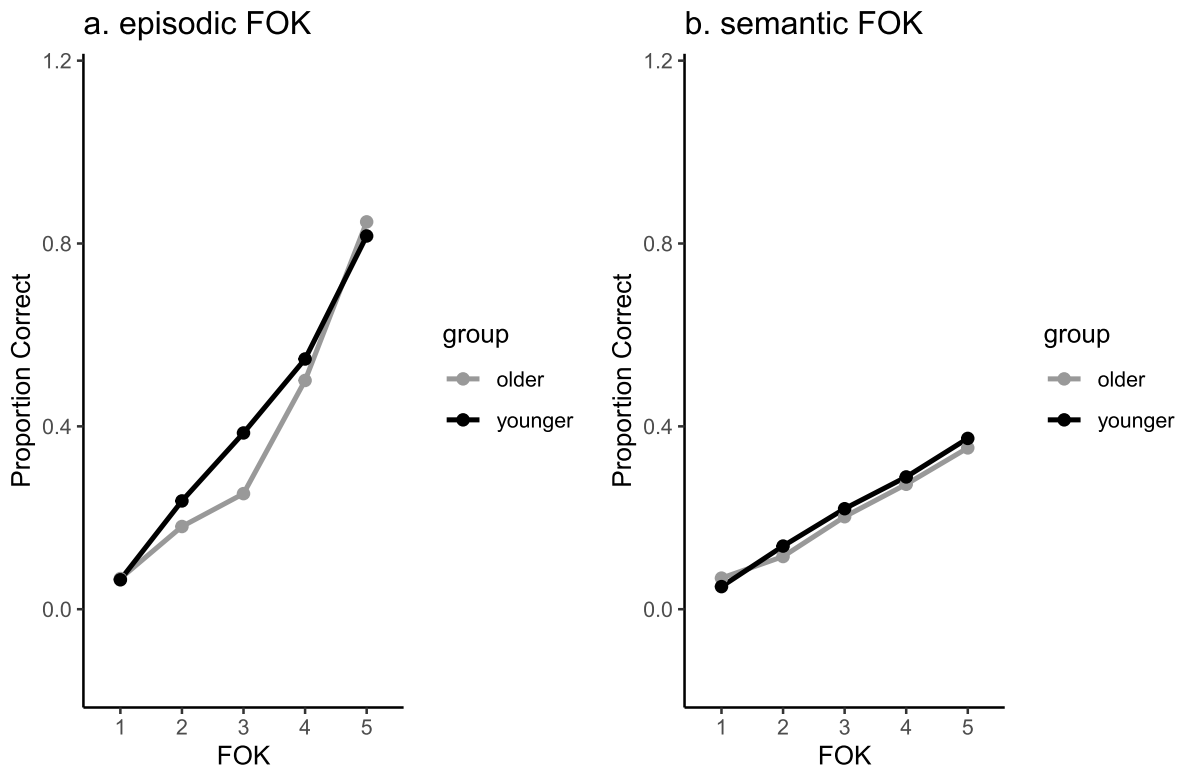 a. episodic FOK
1.2
0.8
0.4
0.0
Proportion Correct
1 2 3 4 5
FOK
group
older
younger
b. semantic FOK
1.2
0.8
0.4
0.0
Proportion Correct
1 2 3 4 5
FOK
group
older
younger